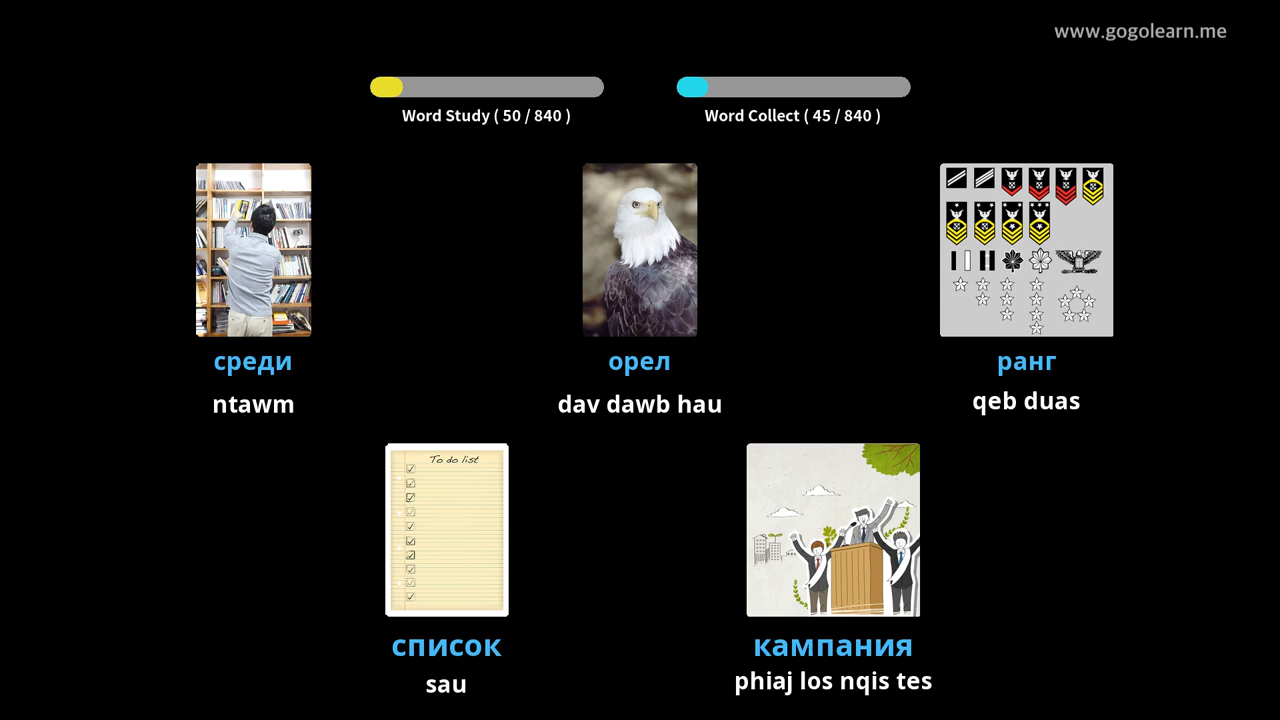 www.gogolearn.me
Word Study ( 50 / 840 )
Word Collect ( 45 / 840 )
среди
орел
ранг
ntawm
dav dawb hau
qeb duas
To do list
список
кампания
sau
phiaj los nqis tes